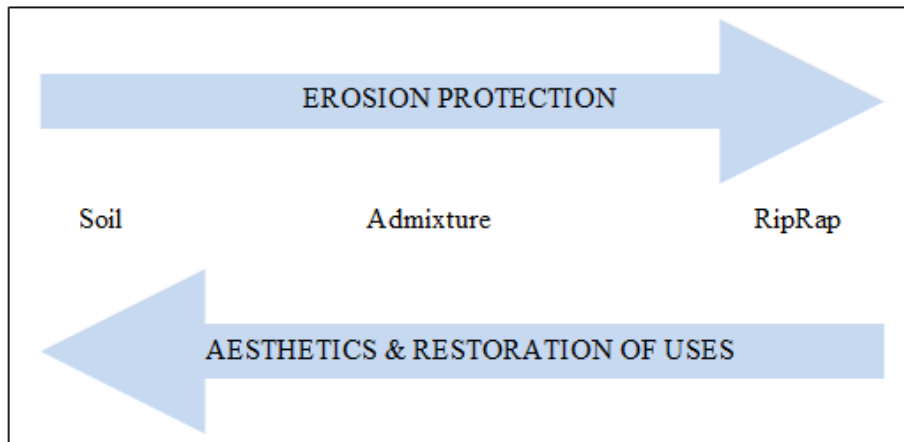 EROSION PROTECTION
Soil Admixture RipRap
AESTHETICS & RESTORATION OF USES